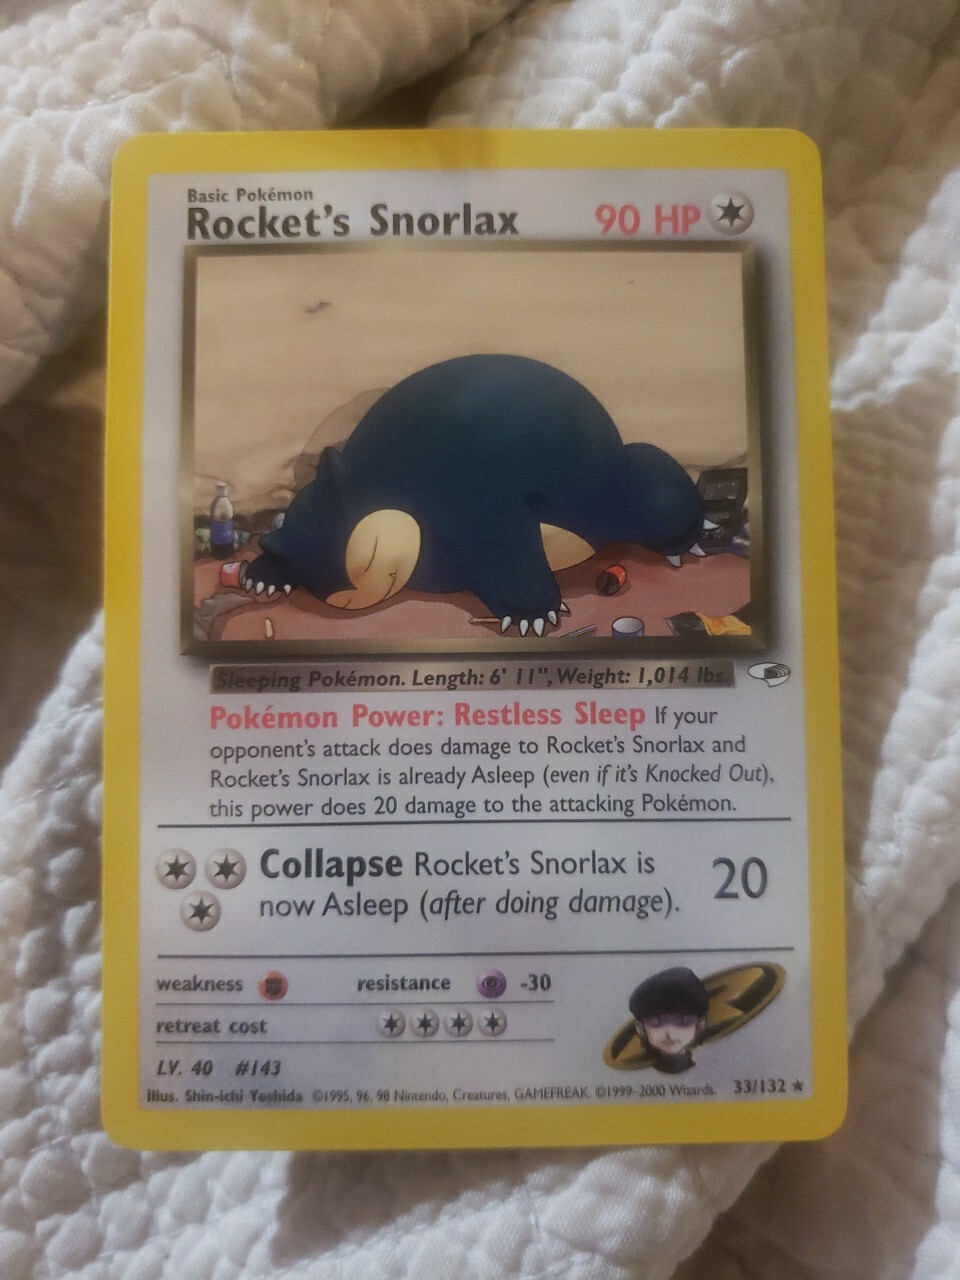 Basic Pokémon
Rocket's Snorlax 90 HP
Sleeping Pokémon. Length: 6' 11", Weight: 1,014 lbs.
Pokémon Power: Restless Sleep If your
opponent's attack does damage to Rocket's Snorlax and
Rocket's Snorlax is already Asleep (even if it's Knocked Out),
this power does 20 damage to the attacking Pokémon.
Collapse Rocket's Snorlax is
now Asleep (after doing damage). 20
weakness resistance -30
retreat cost
LV. 40 #143
Illus. Shin-ichi Yoshida ©1995, 96, 98 Nintendo, Creatures, GAMEFREAK. ©1999-2000 Wizards. 33/132 ★